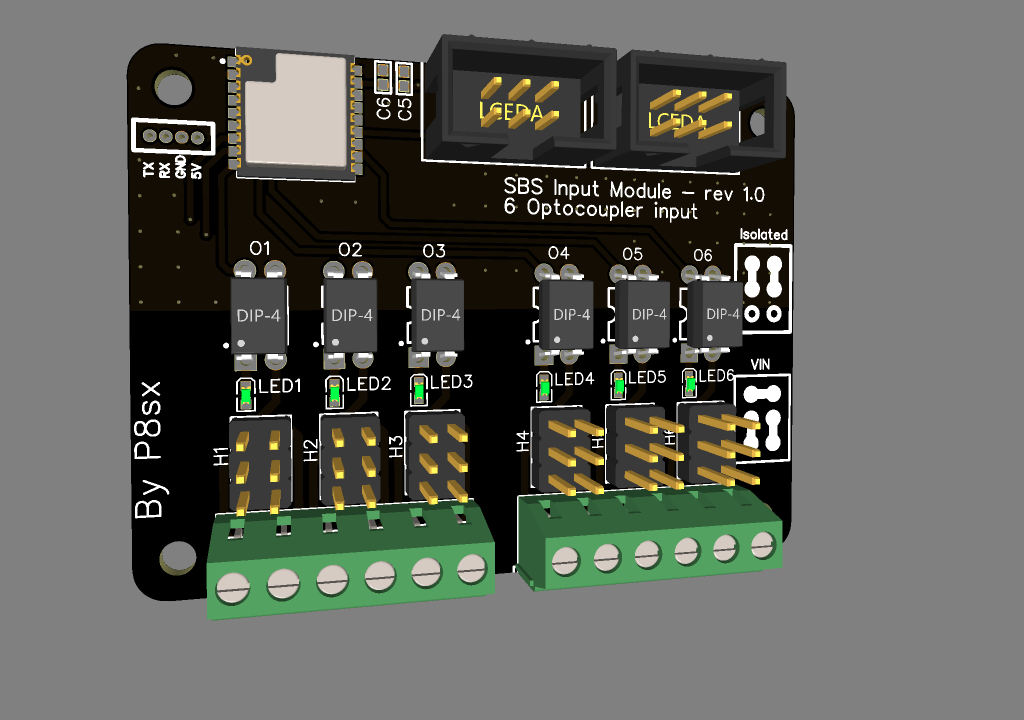 C6
C5
LCEDA
LCEDA
TX
RX
GND
5V
SBS Input Module - rev 1.0
6 Optocoupler input
Isolated
O1
O2
O3
O4
O5
O6
DIP-4
DIP-4
DIP-4
DIP-4
DIP-4
DIP-4
VIN
LED1
LED2
LED3
LED4
LED5
LED6
By P8sx
H1
H2
H3
H4